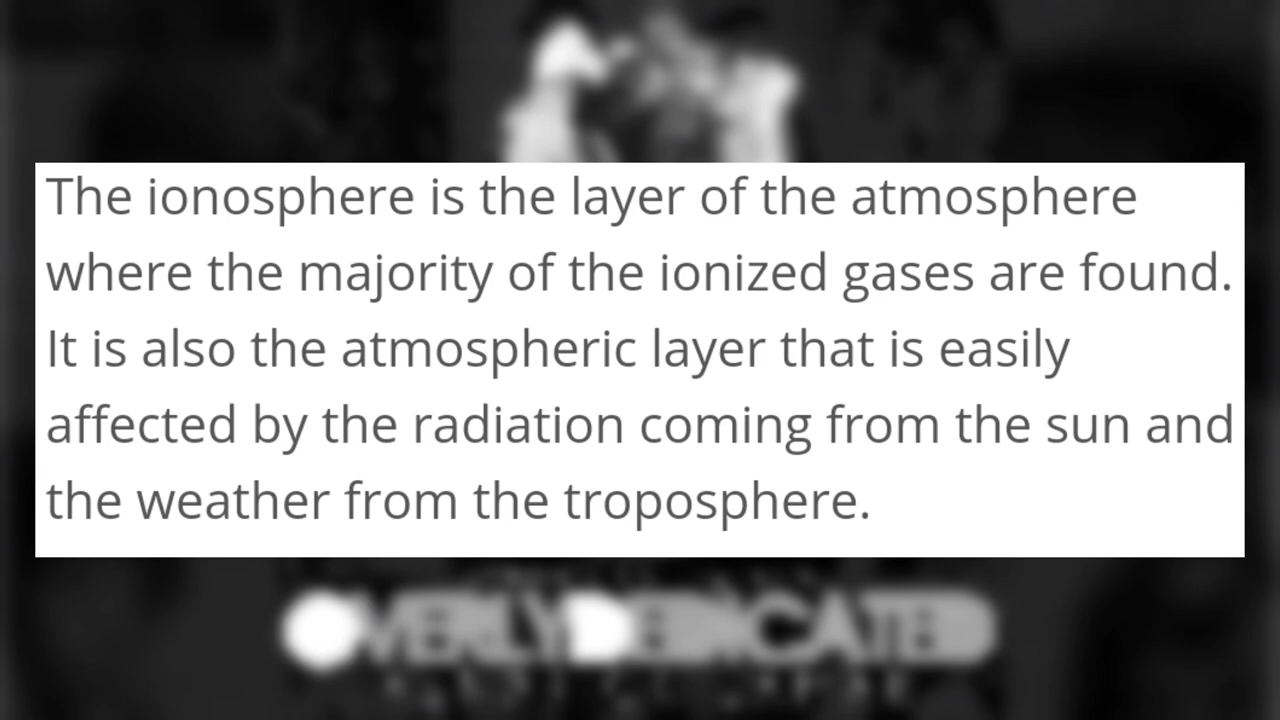 The ionosphere is the layer of the atmosphere
where the majority of the ionized gases are found.
It is also the atmospheric layer that is easily
affected by the radiation coming from the sun and
the weather from the troposphere.
OVERLY DEDICATED